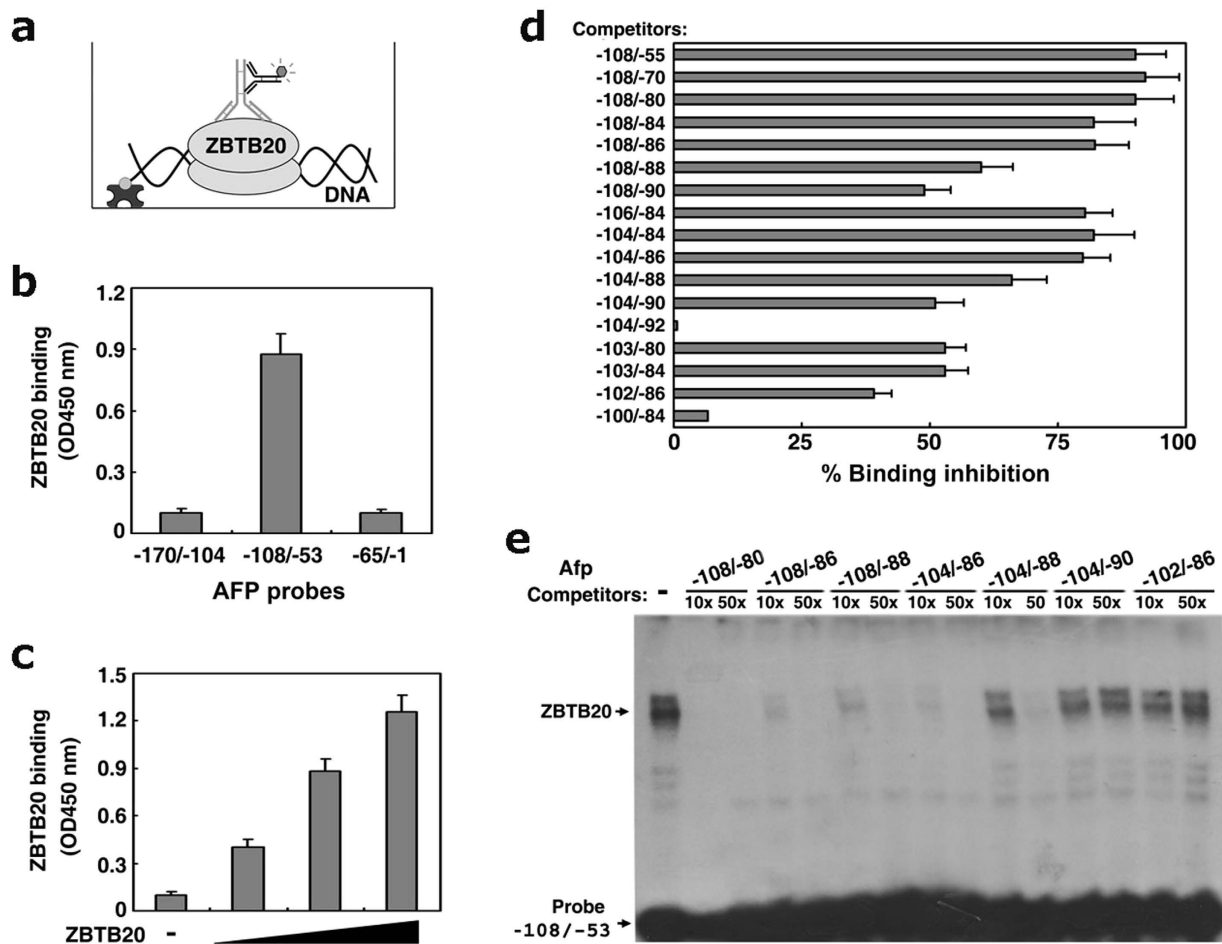 a
ZBTB20
DNA
b
ZBTB20 binding
(OD450 nm)
1.2
0.9
0.6
0.3
0
-170/-104
-108/-53
-65/-1
AFP probes
c
ZBTB20 binding
(OD450 nm)
1.5
1.2
0.9
0.6
0.3
0
ZBTB20
-
d
Competitors:
-108/-55
-108/-70
-108/-80
-108/-84
-108/-86
-108/-88
-108/-90
-106/-84
-104/-84
-104/-86
-104/-88
-104/-90
-104/-92
-103/-80
-103/-84
-102/-86
-100/-84
0 25 50 75 100
% Binding inhibition
e
Afp
Competitors:
-
-108/-80 -108/-86 -108/-88 -104/-86 -104/-88 -104/-90 -102/-86
10x 50x 10x 50x 10x 50x 10x 50x 10x 50 10x 50x 10x 50x
ZBTB20
Probe
-108/-53